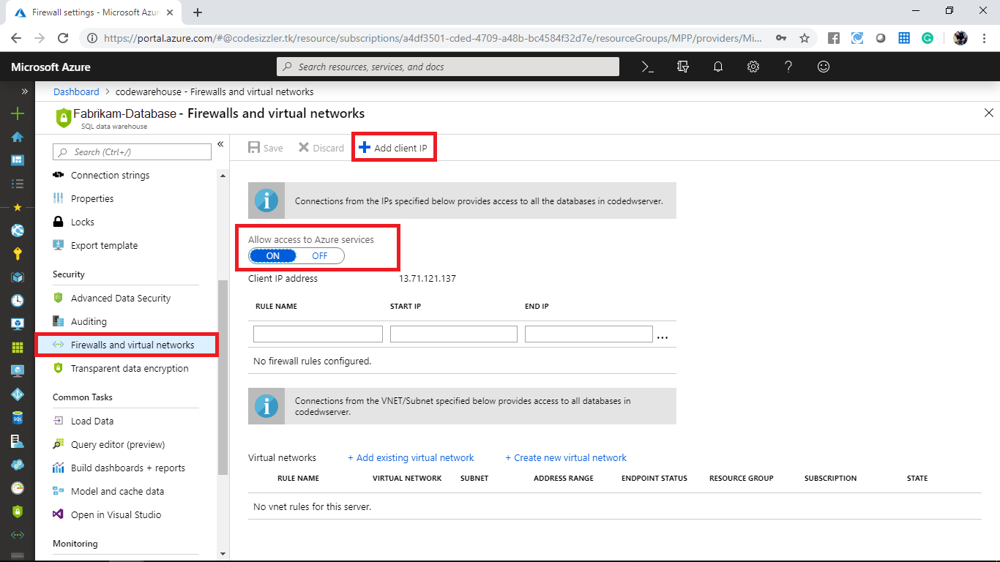 Firewall settings - Microsoft Azur
https://portal.azure.com/#@codesizzler.tk/resource/subscriptions/a4df3501-cded-4709-a48b-bc4584f32d7e/resourceGroups/MPP/providers/Mi...
Microsoft Azure
Search resources, services, and docs
Dashboard > codewarehouse - Firewalls and virtual networks
Fabrikam-Database - Firewalls and virtual networks
SQL data warehouse
Search (Ctrl+/)
Connection strings
Properties
Locks
Export template
Security
Advanced Data Security
Auditing
Firewalls and virtual networks
Transparent data encryption
Common Tasks
Load Data
Query editor (preview)
Build dashboards + reports
Model and cache data
Open in Visual Studio
Monitoring
SQL
Save Discard Add client IP
Connections from the IPs specified below provides access to all the databases in codedwserver.
Allow access to Azure services
ON OFF
Client IP address 13.71.121.137
RULE NAME START IP END IP
...
No firewall rules configured.
Connections from the VNET/Subnet specified below provides access to all databases in
codedwserver.
Virtual networks + Add existing virtual network + Create new virtual network
RULE NAME VIRTUAL NETWORK SUBNET ADDRESS RANGE ENDPOINT STATUS RESOURCE GROUP SUBSCRIPTION STATE
No vnet rules for this server.